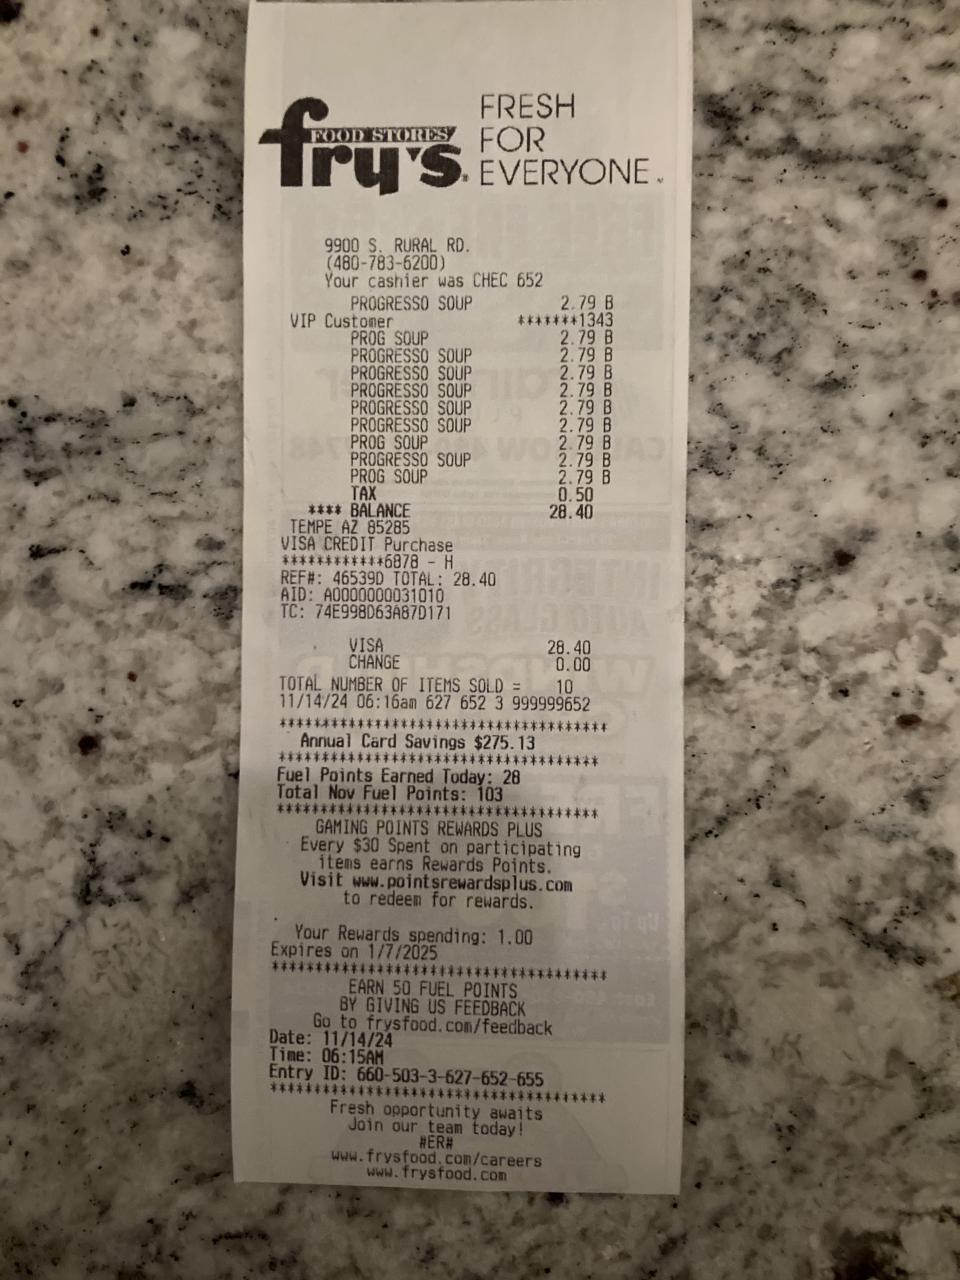 FOOD STORES
fry's.
FRESH
FOR
EVERYONE.
9900 S. RURAL RD.
(480-783-6200)
Your cashier was CHEC 652
PROGRESSO SOUP 2.79 B
VIP Customer *******1343
PROG SOUP 2.79 B
PROGRESSO SOUP 2.79 B
PROGRESSO SOUP 2.79 B
PROGRESSO SOUP 2.79 B
PROGRESSO SOUP 2.79 B
PROGRESSO SOUP 2.79 B
PROG SOUP 2.79 B
PROGRESSO SOUP 2.79 B
PROG SOUP 2.79 B
TAX 0.50
**** BALANCE 28.40
TEMPE AZ 85285
VISA CREDIT Purchase
************6878 - H
REF#: 46539D TOTAL: 28.40
AID: A0000000031010
TC: 74E998D63A87D171
VISA 28.40
CHANGE 0.00
TOTAL NUMBER OF ITEMS SOLD = 10
11/14/24 06:16am 627 652 3 999999652
**************************************
Annual Card Savings $275.13
**************************************
Fuel Points Earned Today: 28
Total Nov Fuel Points: 103
**************************************
GAMING POINTS REWARDS PLUS
Every $30 Spent on participating
items earns Rewards Points.
Visit www.pointsrewardsplus.com
to redeem for rewards.
Your Rewards spending: 1.00
Expires on 1/7/2025
**************************************
EARN 50 FUEL POINTS
BY GIVING US FEEDBACK
Go to frysfood.com/feedback
Date: 11/14/24
Time: 06:15AM
Entry ID: 660-503-3-627-652-655
**************************************
Fresh opportunity awaits
Join our team today!
#ER#
www.frysfood.com/careers
www.frysfood.com